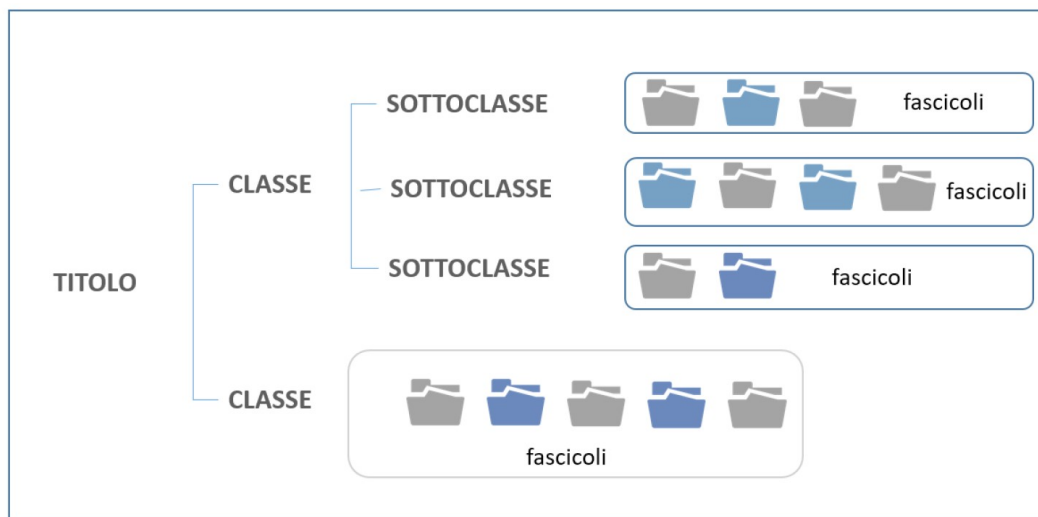 SOTTOCLASSE
fascicoli
CLASSE
SOTTOCLASSE
fascicoli
SOTTOCLASSE
fascicoli
TITOLO
CLASSE
fascicoli